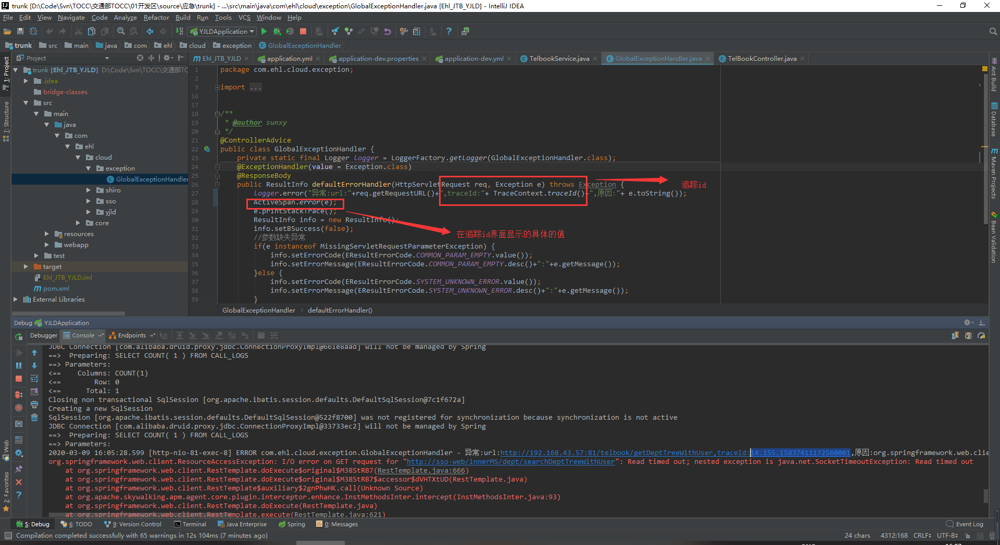 trunk [D:\Code\Svn\TOCC\交通部TOCC\01开发区\source\应急\trunk] - ...\src\main\java\com\ehl\cloud\exception\GlobalExceptionHandler.java [Ehl_JTB_YJLD] - IntelliJ IDEA
File Edit View Navigate Code Analyze Refactor Build Run Tools VCS Window Help
YJLDApplication
trunk src main java com ehl cloud exception GlobalExceptionHandler
Project
Ehl_JTB_YJLD application.yml application-dev.properties application-dev.yml TelbookService.java GlobalExceptionHandler.java TelBookController.java
1: Project
7: Structure
Web
2: Favorites
trunk [Ehl_JTB_YJLD] D:\Code\Svn\TOCC\交通部TC
.idea
bridge-classes
src
main
java
com
ehl
cloud
exception
GlobalExceptionHandler
shiro
sso
yjld
core
resources
webapp
test
target
Ehl_JTB_YJLD.iml
pom.xml
External Libraries
1 package com.ehl.cloud.exception;
2
3 import ...
16
17
18 /**
19 * @author sunxy
20 */
21 @ControllerAdvice
22 public class GlobalExceptionHandler {
23 private static final Logger logger = LoggerFactory.getLogger(GlobalExceptionHandler.class);
24 @ExceptionHandler(value = Exception.class)
25 @ResponseBody
26 public ResultInfo defaultErrorHandler(HttpServletRequest req, Exception e) throws Exception {
追踪id
27 logger.error("异常:url:"+req.getRequestURL()+",traceId:"+ TraceContext.traceId()+",原因:"+ e.toString());
28 ActiveSpan.error(e);
29 e.printStackTrace();
30 ResultInfo info = new ResultInfo();
31 info.setBSuccess(false);
在追踪id界面显示的具体的值
32 //参数缺失异常
33 if(e instanceof MissingServletRequestParameterException) {
34 info.setErrorCode(EResultErrorCode.COMMON_PARAM_EMPTY.value());
35 info.setErrorMessage(EResultErrorCode.COMMON_PARAM_EMPTY.desc()+":"+e.getMessage());
36 }else {
37 info.setErrorCode(EResultErrorCode.SYSTEM_UNKNOWN_ERROR.value());
38 info.setErrorMessage(EResultErrorCode.SYSTEM_UNKNOWN_ERROR.desc()+":"+e.getMessage());
39 }
GlobalExceptionHandler › defaultErrorHandler()
Ant Build
Database
Maven Projects
Bean Validation
Debug YJLDApplication
Debugger Console Endpoints
JDBC Connection [com.alibaba.druid.proxy.jdbc.ConnectionProxyImpl@661e8aad] will not be managed by Spring
==> Preparing: SELECT COUNT( 1 ) FROM CALL_LOGS
==> Parameters:
<== Columns: COUNT(1)
<== Row: 0
<== Total: 1
Closing non transactional SqlSession [org.apache.ibatis.session.defaults.DefaultSqlSession@7c1f672a]
Creating a new SqlSession
SqlSession [org.apache.ibatis.session.defaults.DefaultSqlSession@522f8700] was not registered for synchronization because synchronization is not active
JDBC Connection [com.alibaba.druid.proxy.jdbc.ConnectionProxyImpl@33733ec2] will not be managed by Spring
==> Preparing: SELECT COUNT( 1 ) FROM CALL_LOGS
==> Parameters:
2020-03-09 16:05:28.599 [http-nio-81-exec-8] ERROR com.ehl.cloud.exception.GlobalExceptionHandler - 异常:url:http://192.168.43.57:81/telbook/getDeptTreeWithUser,traceId:14.155.15837411172560001,原因:org.springframework.web.clie
org.springframework.web.client.ResourceAccessException: I/O error on GET request for "http://sso-web/innerMS/dept/searchDeptTreeWithUser": Read timed out; nested exception is java.net.SocketTimeoutException: Read timed out
at org.springframework.web.client.RestTemplate.doExecute$original$M38StRB7(RestTemplate.java:666)
at org.springframework.web.client.RestTemplate.doExecute$original$M38StRB7$accessor$dVHTXtUD(RestTemplate.java)
at org.springframework.web.client.RestTemplate$auxiliary$2gnPhwHK.call(Unknown Source)
at org.apache.skywalking.apm.agent.core.plugin.interceptor.enhance.InstMethodsInter.intercept(InstMethodsInter.java:93)
at org.springframework.web.client.RestTemplate.doExecute(RestTemplate.java)
at org.springframework.web.client.RestTemplate.execute(RestTemplate.java:621)
5: Debug 6: TODO 9: Version Control Terminal Java Enterprise Spring 0: Messages Event Log
Compilation completed successfully with 65 warnings in 12s 104ms (7 minutes ago) 24 chars 4312:168 CRLF UTF-8